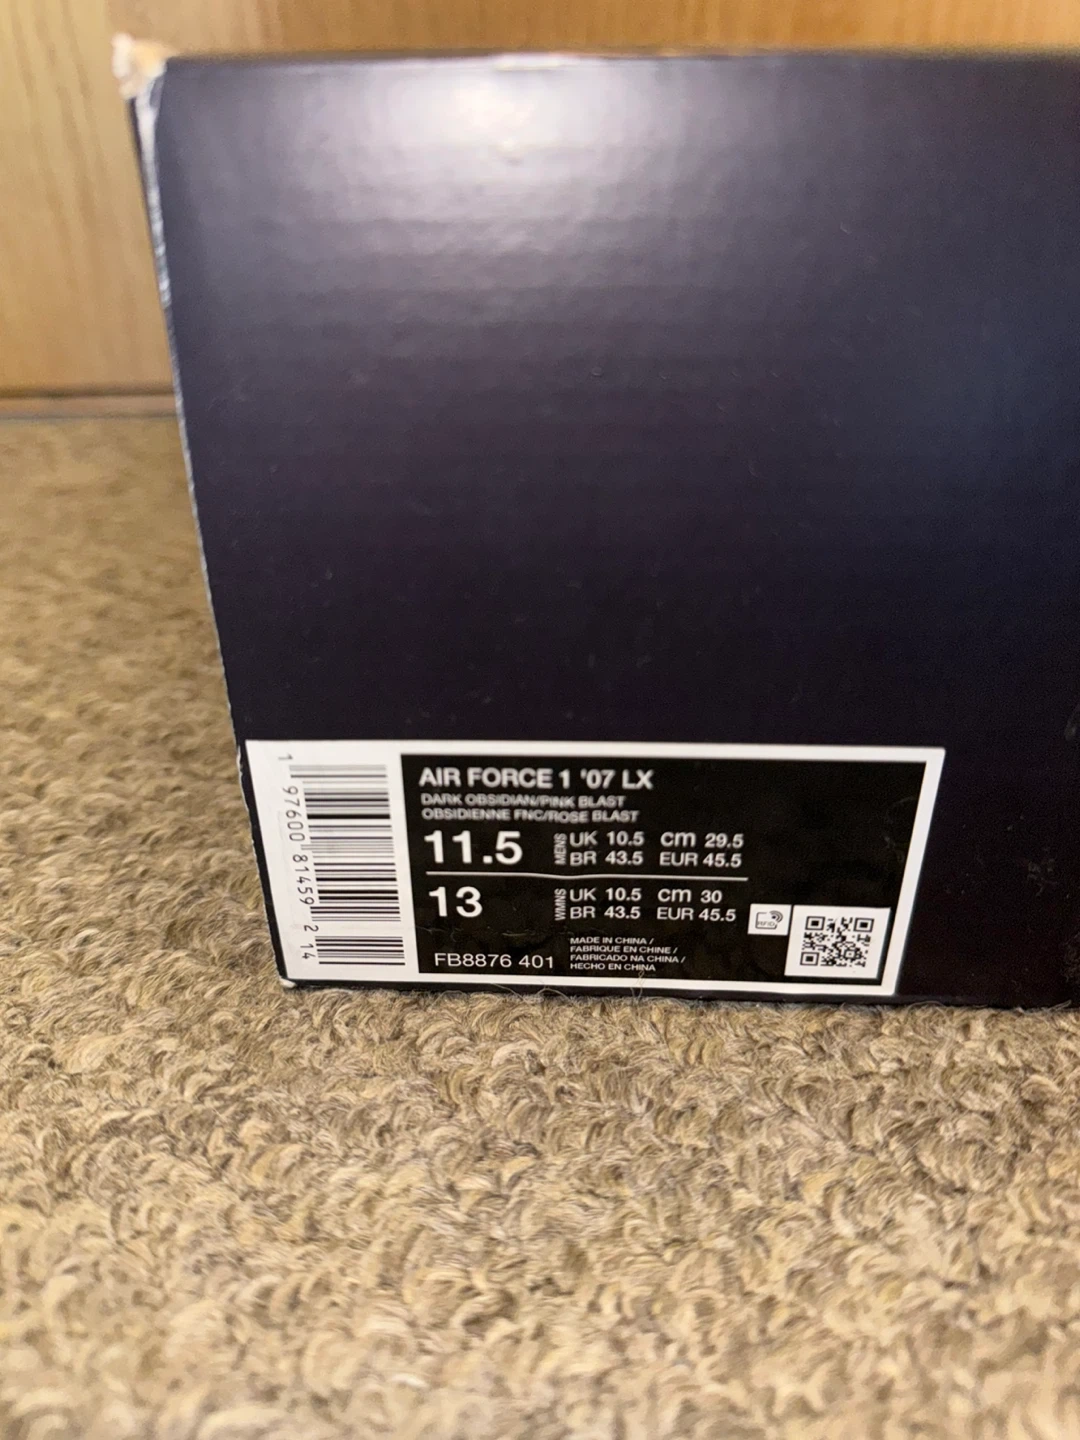 AIR FORCE 1 '07 LX
DARK OBSIDIAN/PINK BLAST
OBSIDIENNE FNC/ROSE BLAST
11.5 MENS UK 10.5 cm 29.5
BR 43.5 EUR 45.5
13 WMNS UK 10.5 cm 30
BR 43.5 EUR 45.5
RFID
FB8876 401
MADE IN CHINA /
FABRIQUE EN CHINE /
FABRICADO NA CHINA /
HECHO EN CHINA
1 97600 81459 2 14